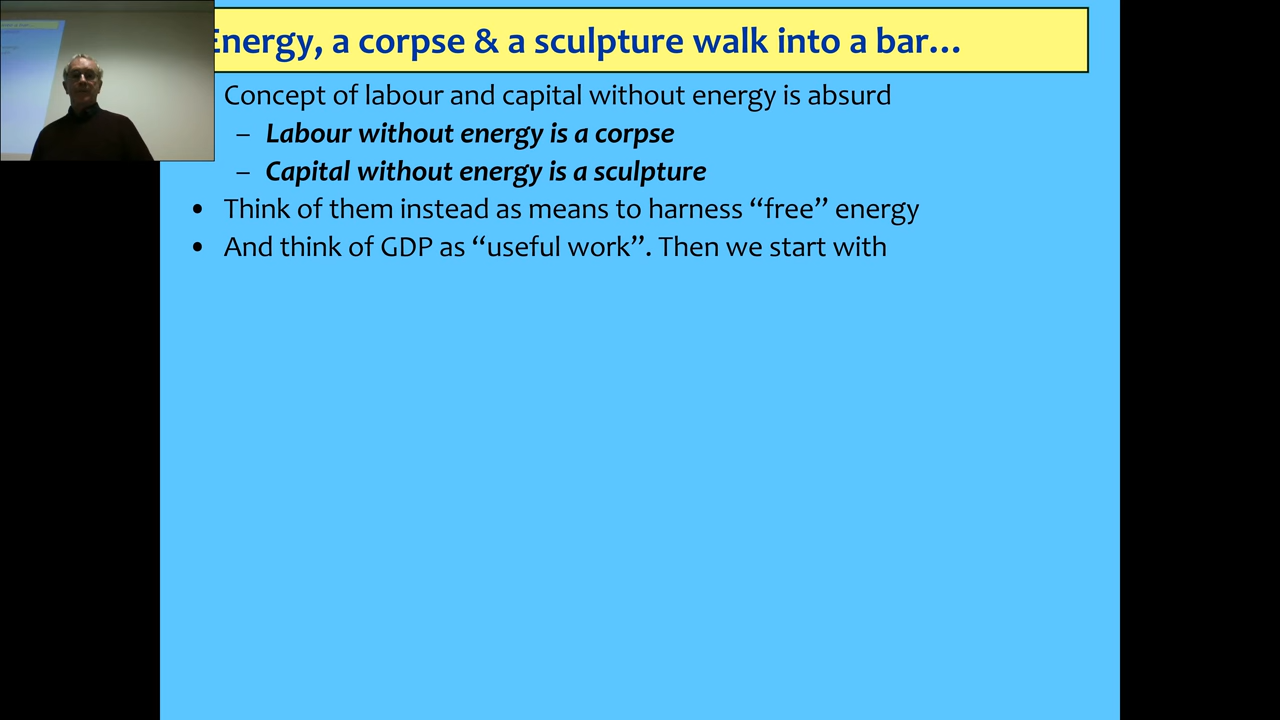 Energy, a corpse & a sculpture walk into a bar…
Concept of labour and capital without energy is absurd
– Labour without energy is a corpse
– Capital without energy is a sculpture
• Think of them instead as means to harness “free” energy
• And think of GDP as “useful work”. Then we start with